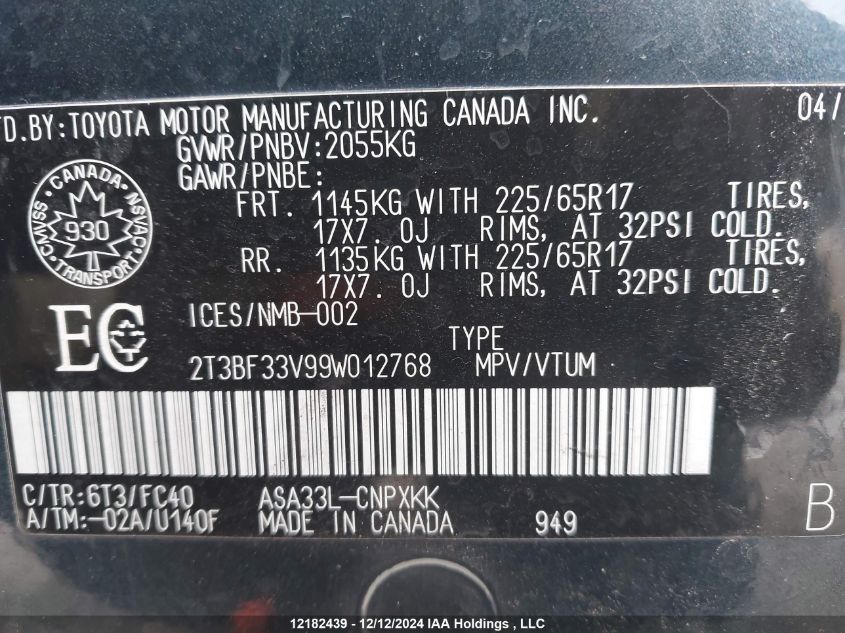 TD.BY:TOYOTA MOTOR MANUFACTURING CANADA INC. 04/
GVWR/PNBV:2055KG
GAWR/PNBE:
FRT. 1145KG WITH 225/65R17 TIRES,
17X7.0J RIMS, AT 32PSI COLD.
RR. 1135KG WITH 225/65R17 TIRES,
17X7.0J RIMS, AT 32PSI COLD.
CANADA
CMVSS NSVAC
930
TRANSPORT
ICES/NMB-002
EC
TYPE
2T3BF33V99W012768 MPV/VTUM
C/TR:6T3/FC40 ASA33L-CNPXKK
A/TM:-02A/U140F MADE IN CANADA 949 B
12182439 - 12/12/2024 IAA Holdings , LLC